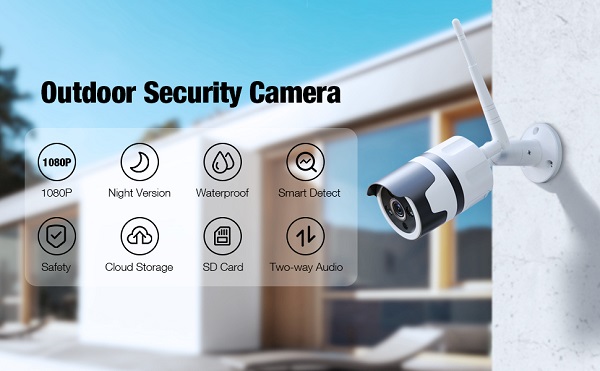 Outdoor Security Camera
1080P
1080P
Night Version
Waterproof
Smart Detect
Safety
Cloud Storage
SD Card
Two-way Audio